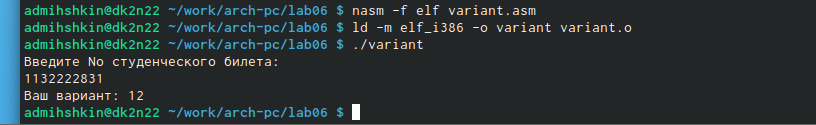 admihshkin@dk2n22 ~/work/arch-pc/lab06 $ nasm -f elf variant.asm
admihshkin@dk2n22 ~/work/arch-pc/lab06 $ ld -m elf_i386 -o variant variant.o
admihshkin@dk2n22 ~/work/arch-pc/lab06 $ ./variant
Введите No студенческого билета:
1132222831
Ваш вариант: 12
admihshkin@dk2n22 ~/work/arch-pc/lab06 $